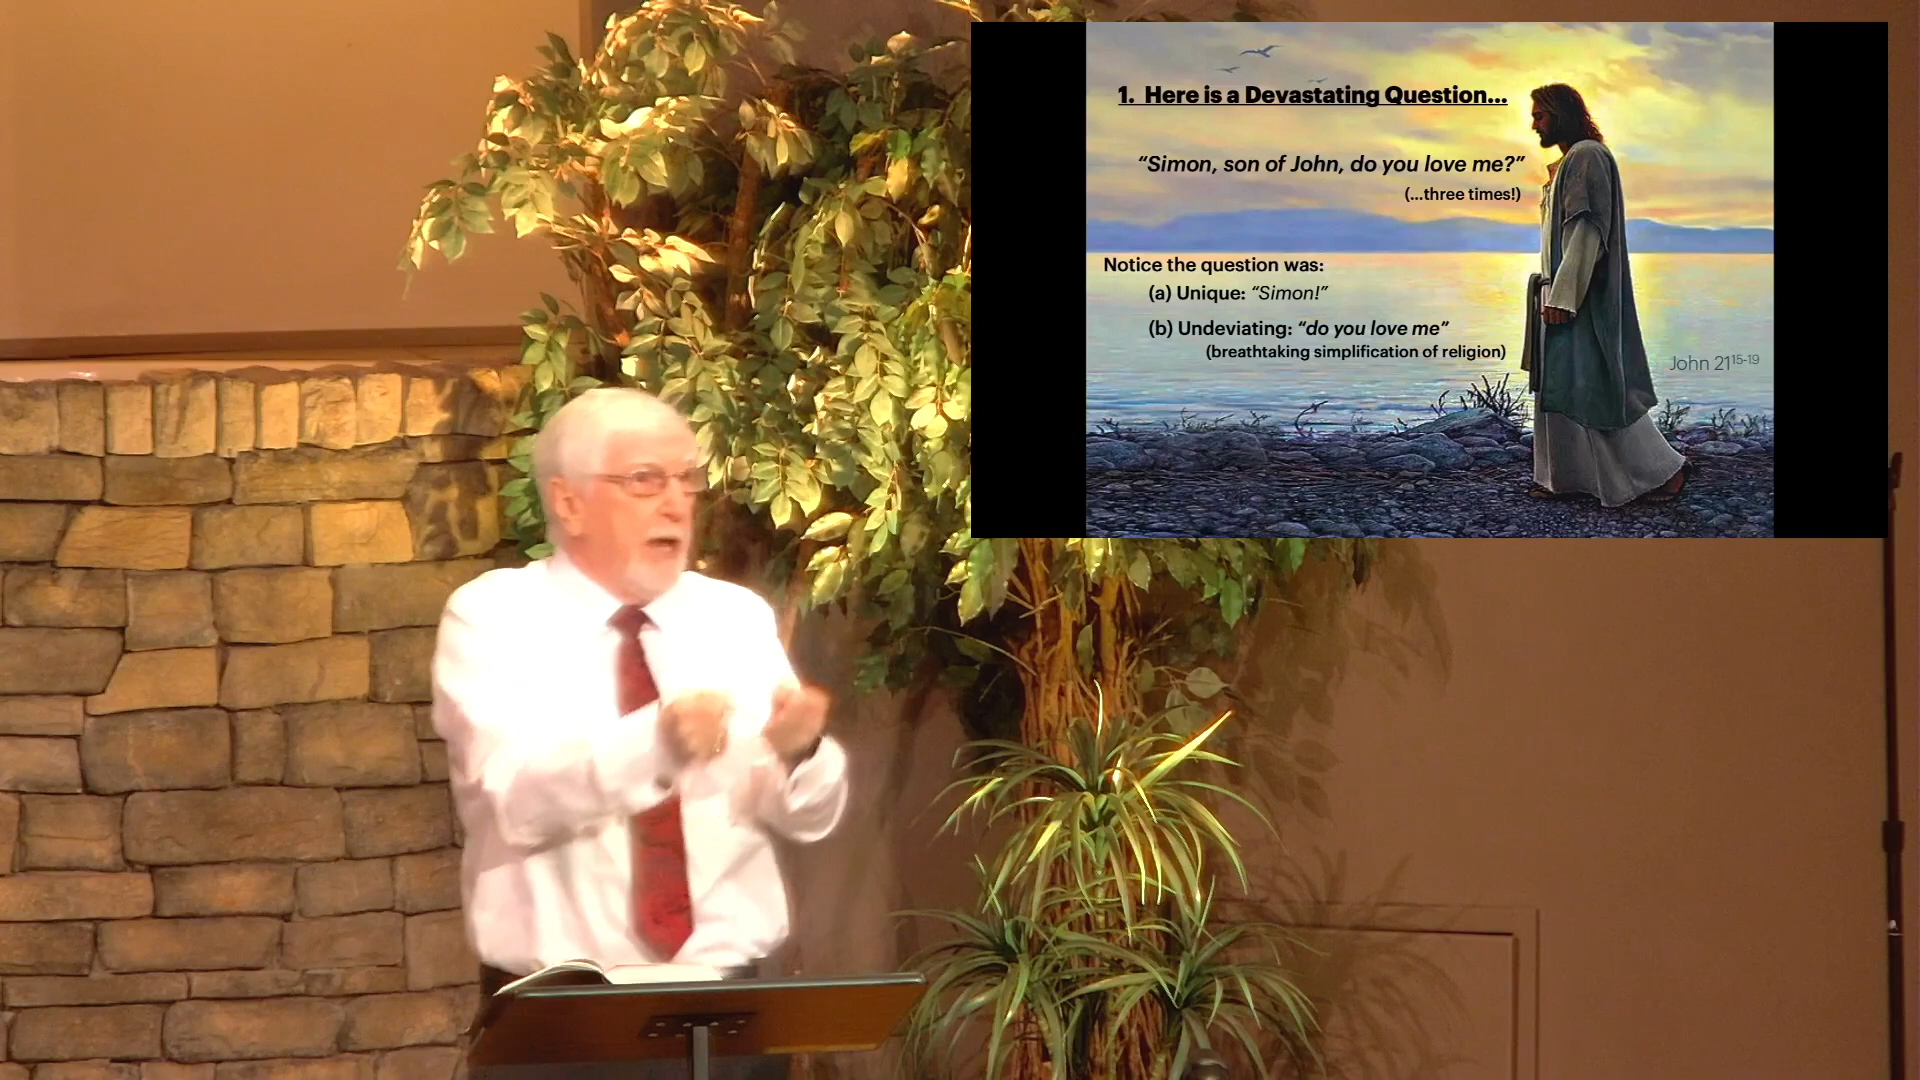 1. Here is a Devastating Question...
“Simon, son of John, do you love me?”
(...three times!)
Notice the question was:
(a) Unique: “Simon!”
(b) Undeviating: “do you love me”
(breathtaking simplification of religion)
John 21¹⁵⁻¹⁹